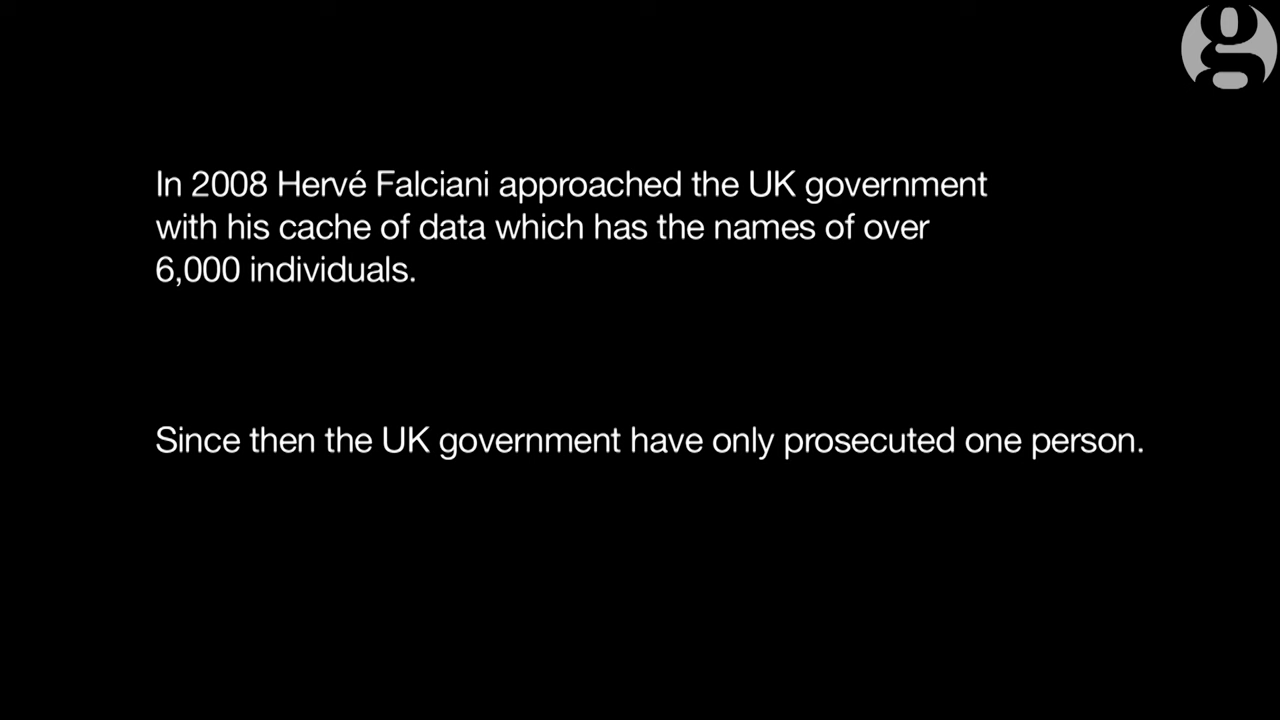 g
In 2008 Hervé Falciani approached the UK government
with his cache of data which has the names of over
6,000 individuals.
Since then the UK government have only prosecuted one person.